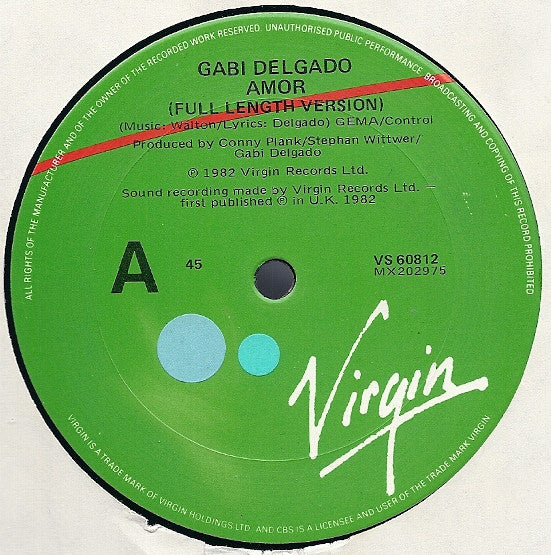 ALL RIGHTS OF THE MANUFACTURER AND OF THE OWNER OF THE RECORDED WORK RESERVED. UNAUTHORISED PUBLIC PERFORMANCE, BROADCASTING AND COPYING OF THIS RECORD PROHIBITED
GABI DELGADO
AMOR
(FULL LENGTH VERSION)
(Music: Walton/Lyrics: Delgado) GEMA/Control
Produced by Conny Plank/Stephan Wittwer/
Gabi Delgado
℗ 1982 Virgin Records Ltd.
Sound recording made by Virgin Records Ltd. –
first published ℗ in U.K. 1982
A
45
VS 60812
MX202975
Virgin
VIRGIN IS A TRADE MARK OF VIRGIN HOLDINGS LTD. AND CBS IS A LICENSEE AND USER OF THE TRADE MARK VIRGIN